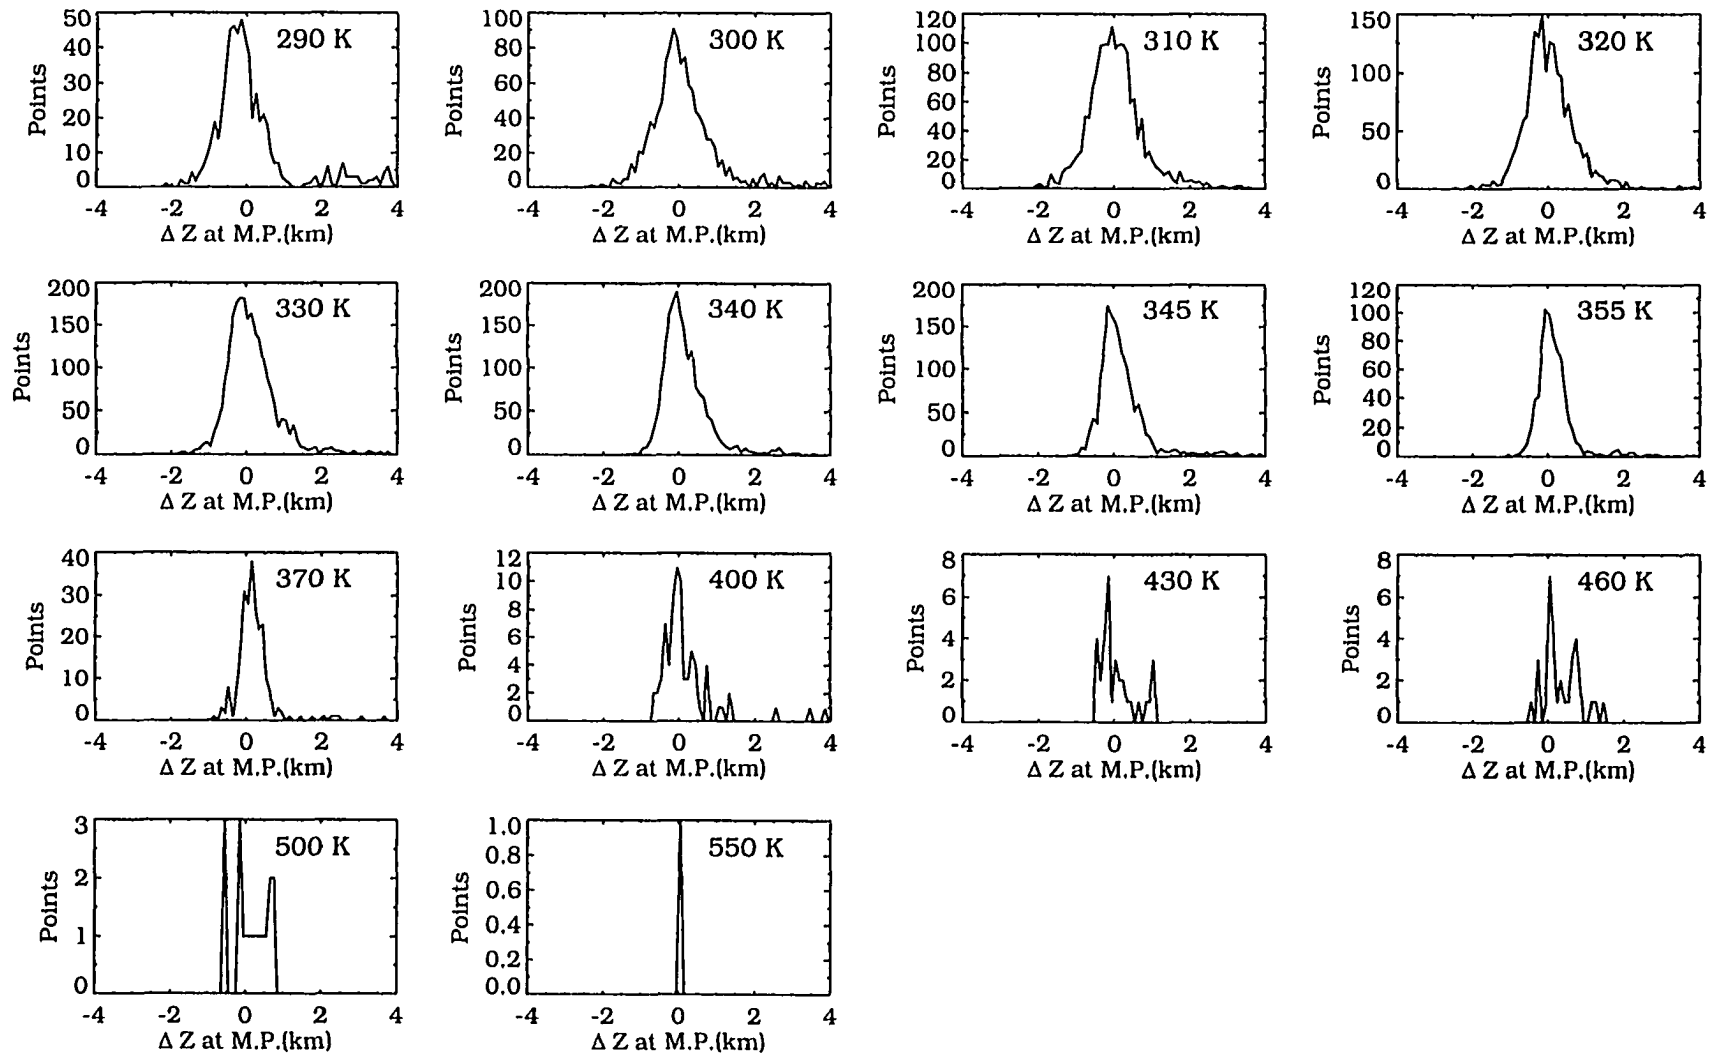 290 K
Points
50
40
30
20
10
0
-4 -2 0 2 4
Δ Z at M.P.(km)
300 K
Points
100
80
60
40
20
0
-4 -2 0 2 4
Δ Z at M.P.(km)
310 K
Points
120
100
80
60
40
20
0
-4 -2 0 2 4
Δ Z at M.P.(km)
320 K
Points
150
100
50
0
-4 -2 0 2 4
Δ Z at M.P.(km)
330 K
Points
200
150
100
50
0
-4 -2 0 2 4
Δ Z at M.P.(km)
340 K
Points
200
150
100
50
0
-4 -2 0 2 4
Δ Z at M.P.(km)
345 K
Points
200
150
100
50
0
-4 -2 0 2 4
Δ Z at M.P.(km)
355 K
Points
120
100
80
60
40
20
0
-4 -2 0 2 4
Δ Z at M.P.(km)
370 K
Points
40
30
20
10
0
-4 -2 0 2 4
Δ Z at M.P.(km)
400 K
Points
12
10
8
6
4
2
0
-4 -2 0 2 4
Δ Z at M.P.(km)
430 K
Points
8
6
4
2
0
-4 -2 0 2 4
Δ Z at M.P.(km)
460 K
Points
8
6
4
2
0
-4 -2 0 2 4
Δ Z at M.P.(km)
500 K
Points
3
2
1
0
-4 -2 0 2 4
Δ Z at M.P.(km)
550 K
Points
1.0
0.8
0.6
0.4
0.2
0.0
-4 -2 0 2 4
Δ Z at M.P.(km)